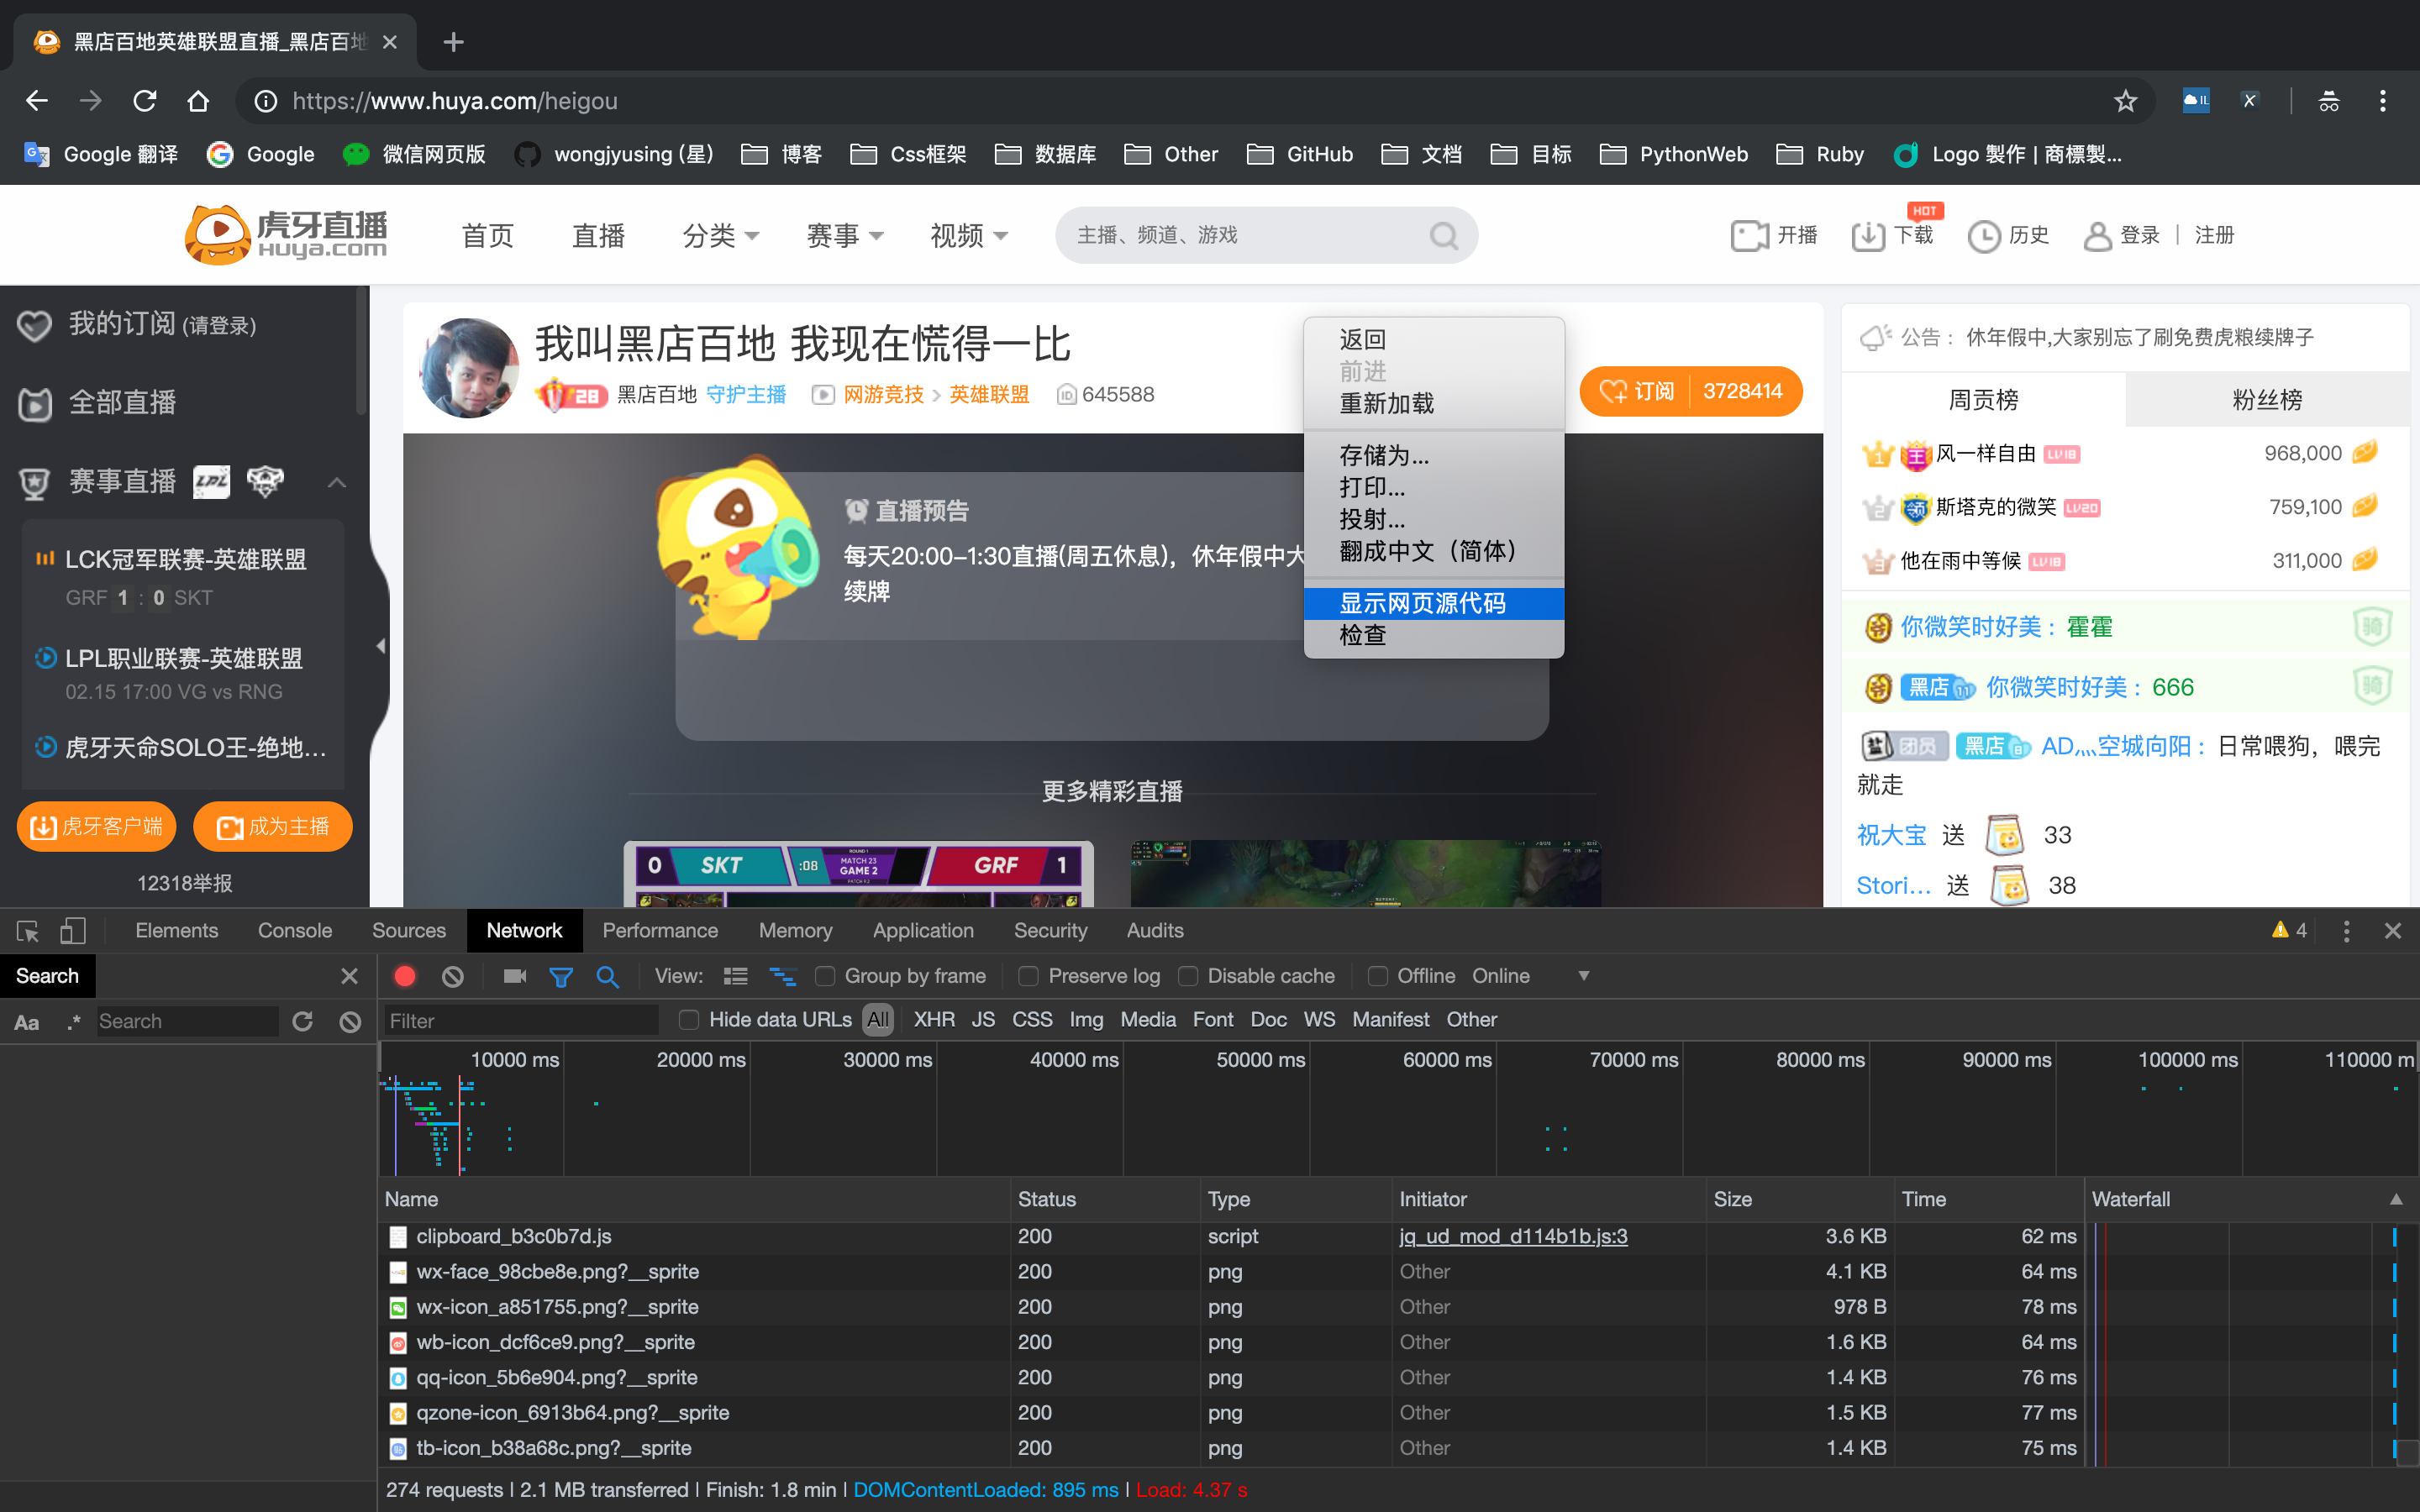 黑店百地英雄联盟直播_黑店百地
https://www.huya.com/heigou
Google 翻译 Google 微信网页版 wongjyusing (星) 博客 Css框架 数据库 Other GitHub 文档 目标 PythonWeb Ruby Logo 製作 | 商標製...
虎牙直播
HUYA.com
首页 直播 分类 赛事 视频
主播、频道、游戏
开播 下载 HOT 历史 登录 | 注册
我的订阅 (请登录)
全部直播
赛事直播 LPL
LCK冠军联赛-英雄联盟
GRF 1 : 0 SKT
LPL职业联赛-英雄联盟
02.15 17:00 VG vs RNG
虎牙天命SOLO王-绝地...
虎牙客户端 成为主播
12318举报
我叫黑店百地 我现在慌得一比
28 黑店百地 守护主播 网游竞技 > 英雄联盟 ID 645588
订阅 3728414
返回
前进
重新加载
存储为...
打印...
投射...
翻成中文（简体）
显示网页源代码
检查
直播预告
每天20:00-1:30直播(周五休息)，休年假中大
续牌
更多精彩直播
0 SKT :08 ROUND 1 MATCH 23 GAME 2 PATCH 9.2 GRF 1
公告： 休年假中,大家别忘了刷免费虎粮续牌子
周贡榜 粉丝榜
1 王 风一样自由 LV18 968,000
2 领 斯塔克的微笑 LV20 759,100
3 他在雨中等候 LV18 311,000
爷 你微笑时好美： 霍霍 骑
爷 黑店 11 你微笑时好美： 666 骑
盐 团员 黑店 8 AD灬空城向阳： 日常喂狗，喂完
就走
祝大宝 送 33
Stori... 送 38
Elements Console Sources Network Performance Memory Application Security Audits 4
Search
View: Group by frame Preserve log Disable cache Offline Online
Aa .* Search
Filter Hide data URLs All XHR JS CSS Img Media Font Doc WS Manifest Other
10000 ms 20000 ms 30000 ms 40000 ms 50000 ms 60000 ms 70000 ms 80000 ms 90000 ms 100000 ms 110000 m
Name Status Type Initiator Size Time Waterfall
clipboard_b3c0b7d.js 200 script jq_ud_mod_d114b1b.js:3 3.6 KB 62 ms
wx-face_98cbe8e.png?__sprite 200 png Other 4.1 KB 64 ms
wx-icon_a851755.png?__sprite 200 png Other 978 B 78 ms
wb-icon_dcf6ce9.png?__sprite 200 png Other 1.6 KB 64 ms
qq-icon_5b6e904.png?__sprite 200 png Other 1.4 KB 76 ms
qzone-icon_6913b64.png?__sprite 200 png Other 1.5 KB 77 ms
tb-icon_b38a68c.png?__sprite 200 png Other 1.4 KB 75 ms
274 requests | 2.1 MB transferred | Finish: 1.8 min | DOMContentLoaded: 895 ms | Load: 4.37 s